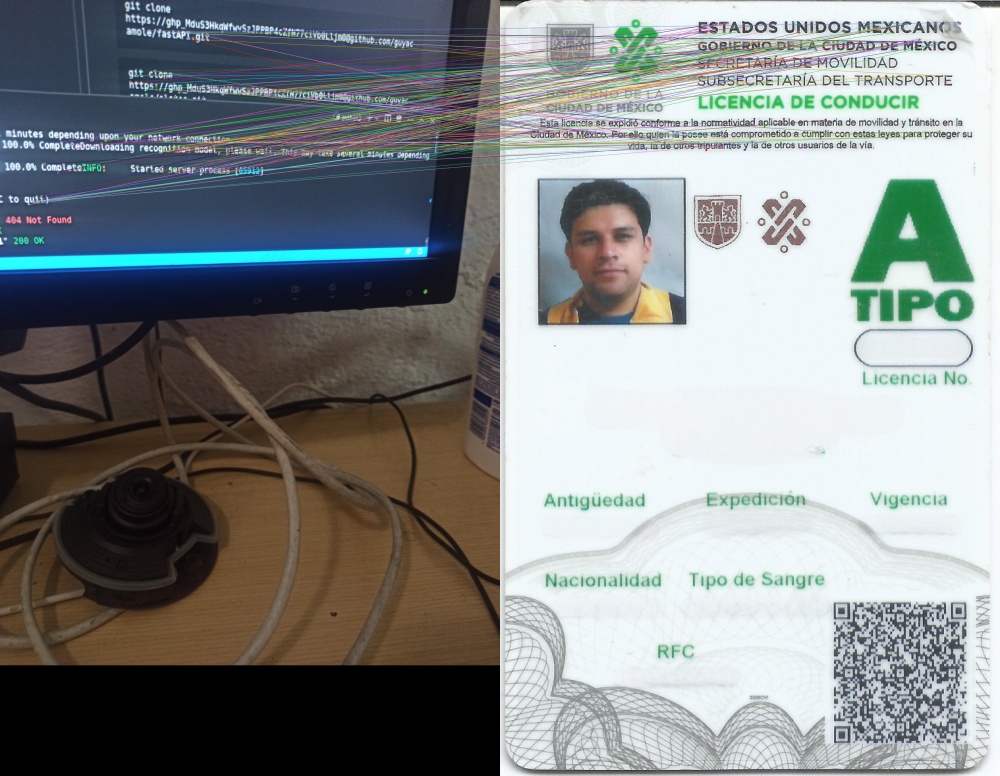 git clone
amole/fastAPI.git
git clone
minutes depending upon your network connection
100.0% CompleteDownloading recognition model, please wait. This may take several minutes depending
100.0% CompleteINFO: Started server process
C to quit)
404 Not Found
200 OK
ESTADOS UNIDOS MEXICANOS
GOBIERNO DE LA CIUDAD DE MÉXICO
SECRETARÍA DE MOVILIDAD
SUBSECRETARÍA DEL TRANSPORTE
LICENCIA DE CONDUCIR
GOBIERNO DE LA
CIUDAD DE MÉXICO
Esta licencia se expidió conforme a la normatividad aplicable en materia de movilidad y tránsito en la
Ciudad de México. Por ello quien la posee está comprometido a cumplir con estas leyes para proteger su
vida, la de otros tripulantes y la de otros usuarios de la vía.
A
TIPO
Licencia No.
Antigüedad Expedición Vigencia
Nacionalidad Tipo de Sangre
RFC